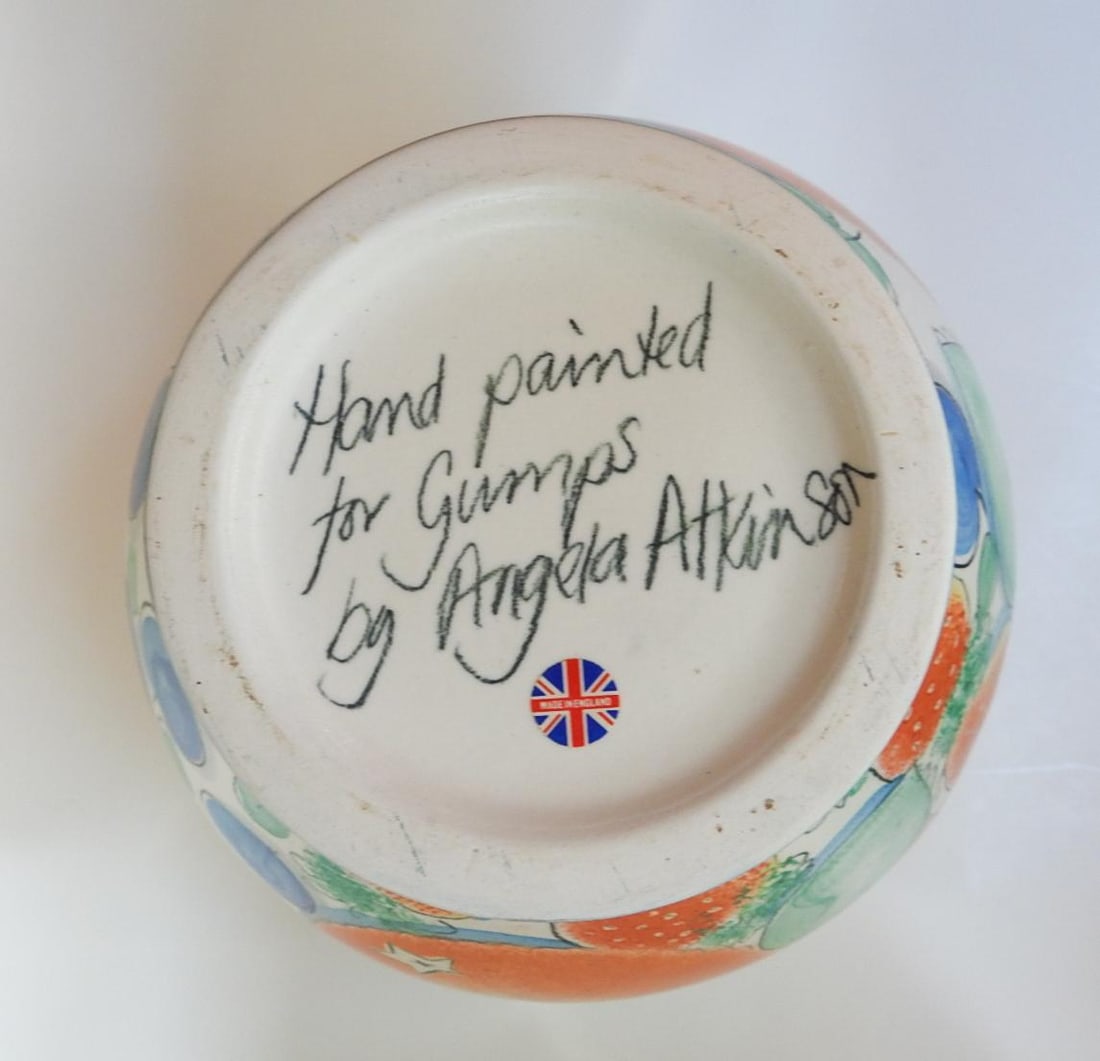 Hand painted
for Gumps
by Angela Atkinson
MADE IN ENGLAND